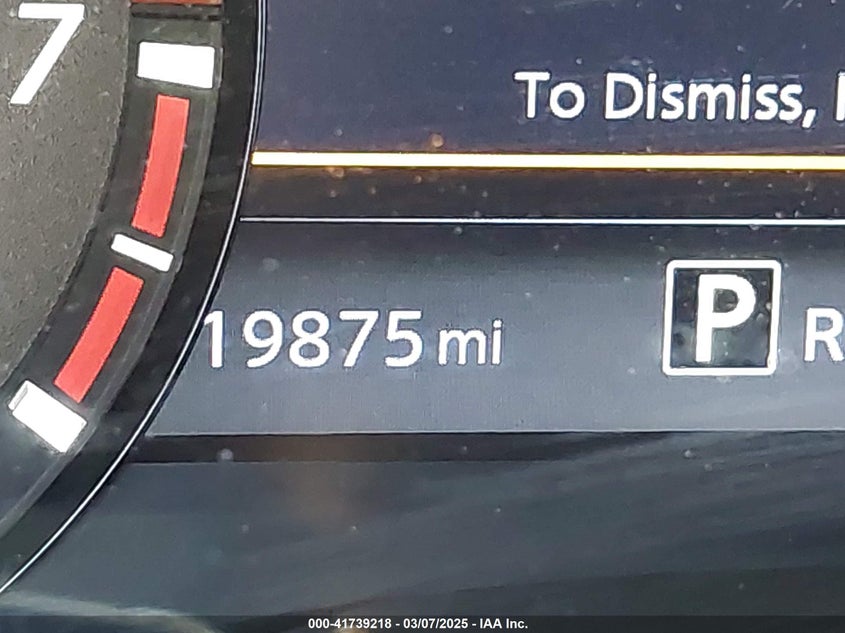 7
To Dismiss,
19875 mi
P R
000-41739218 - 03/07/2025 - IAA Inc.